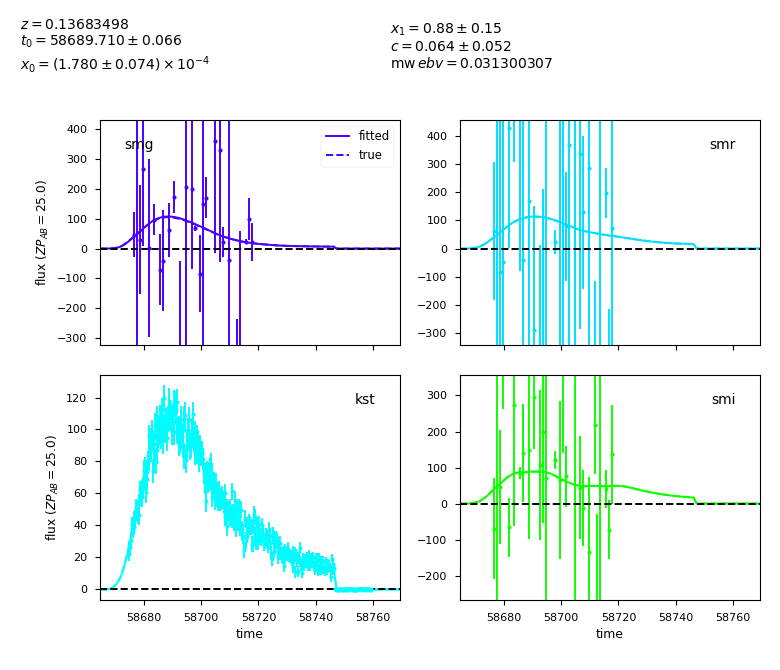 z = 0.13683498
t₀ = 58689.710 ± 0.066
x₀ = (1.780 ± 0.074) × 10⁻⁴
x₁ = 0.88 ± 0.15
c = 0.064 ± 0.052
mw ebv = 0.031300307
smg
fitted
true
400
300
200
100
0
−100
−200
−300
flux (ZP_AB = 25.0)
smr
400
300
200
100
0
−100
−200
−300
kst
120
100
80
60
40
20
0
flux (ZP_AB = 25.0)
58680 58700 58720 58740 58760
time
smi
300
200
100
0
−100
−200
58680 58700 58720 58740 58760
time